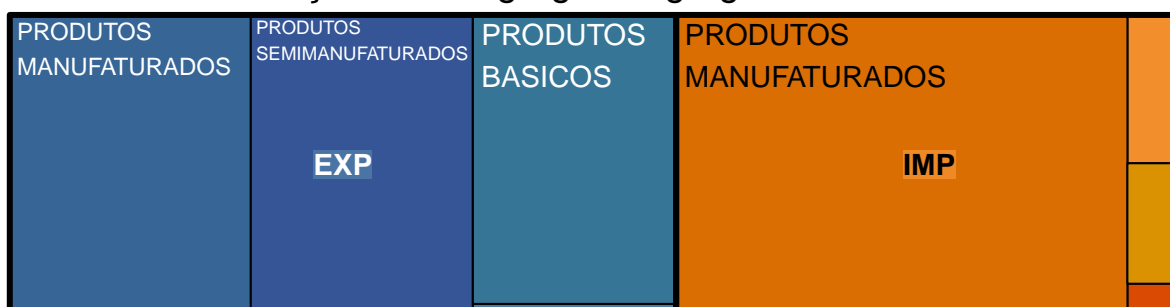 PRODUTOS
MANUFATURADOS
PRODUTOS
SEMIMANUFATURADOS
PRODUTOS
BASICOS
PRODUTOS
MANUFATURADOS
EXP
IMP